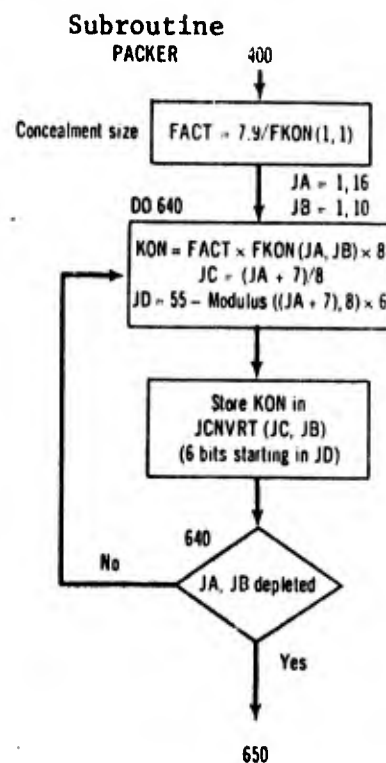 Subroutine
PACKER 400
Concealment size FACT = 7.9/FKON(1,1)
JA = 1,16
JB = 1,10
DO 640
KON = FACT × FKON(JA, JB) × 8
JC = (JA + 7)/8
JD = 55 − Modulus ((JA + 7), 8) × 6
Store KON in
JCNVRT (JC, JB)
(6 bits starting in JD)
640
No
JA, JB depleted
Yes
650